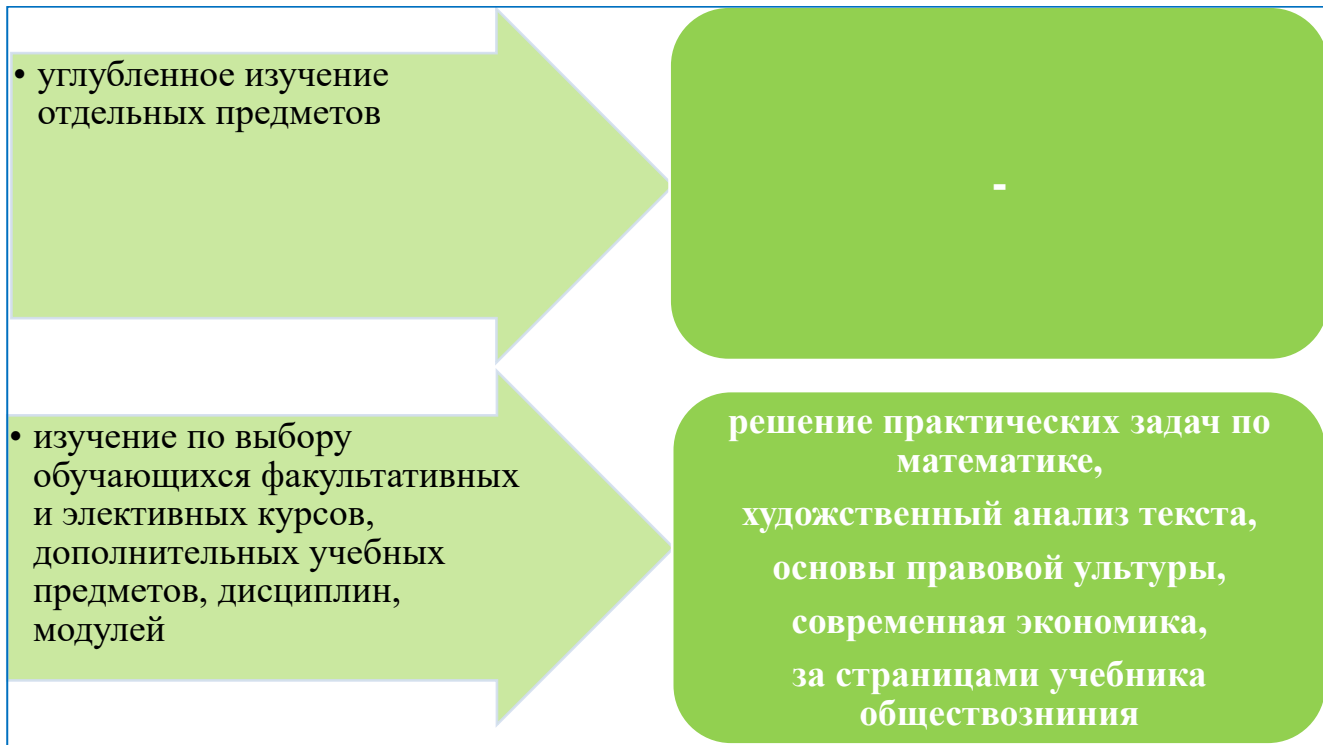 • углубленное изучение
отдельных предметов
-
• изучение по выбору
обучающихся факультативных
и элективных курсов,
дополнительных учебных
предметов, дисциплин,
модулей
решение практических задач по
математике,
художственный анализ текста,
основы правовой ультуры,
современная экономика,
за страницами учебника
обществозниния